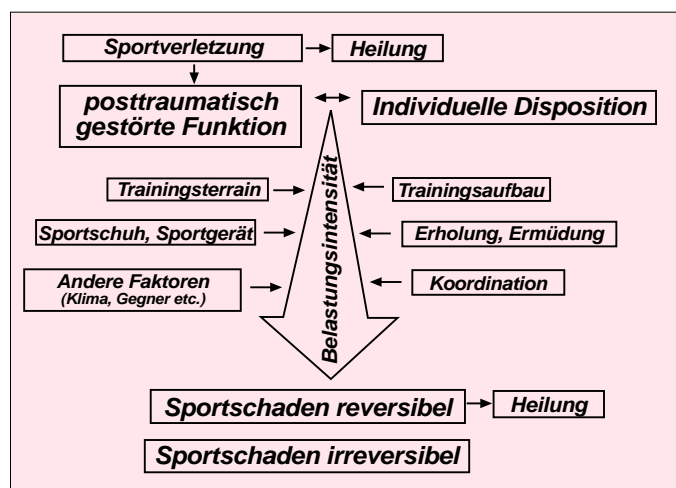 Sportverletzung
Heilung
posttraumatisch
gestörte Funktion
Individuelle Disposition
Belastungsintensität
Trainingsterrain
Trainingsaufbau
Sportschuh, Sportgerät
Erholung, Ermüdung
Andere Faktoren
(Klima, Gegner etc.)
Koordination
Sportschaden reversibel
Heilung
Sportschaden irreversibel